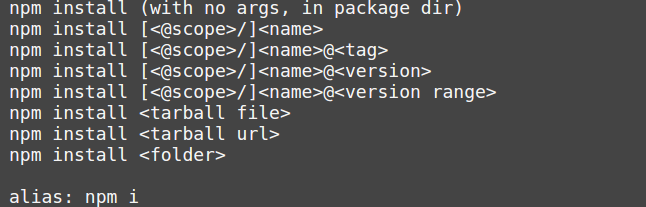 npm install (with no args, in package dir)
npm install [<@scope>/]<name>
npm install [<@scope>/]<name>@<tag>
npm install [<@scope>/]<name>@<version>
npm install [<@scope>/]<name>@<version range>
npm install <tarball file>
npm install <tarball url>
npm install <folder>
alias: npm i